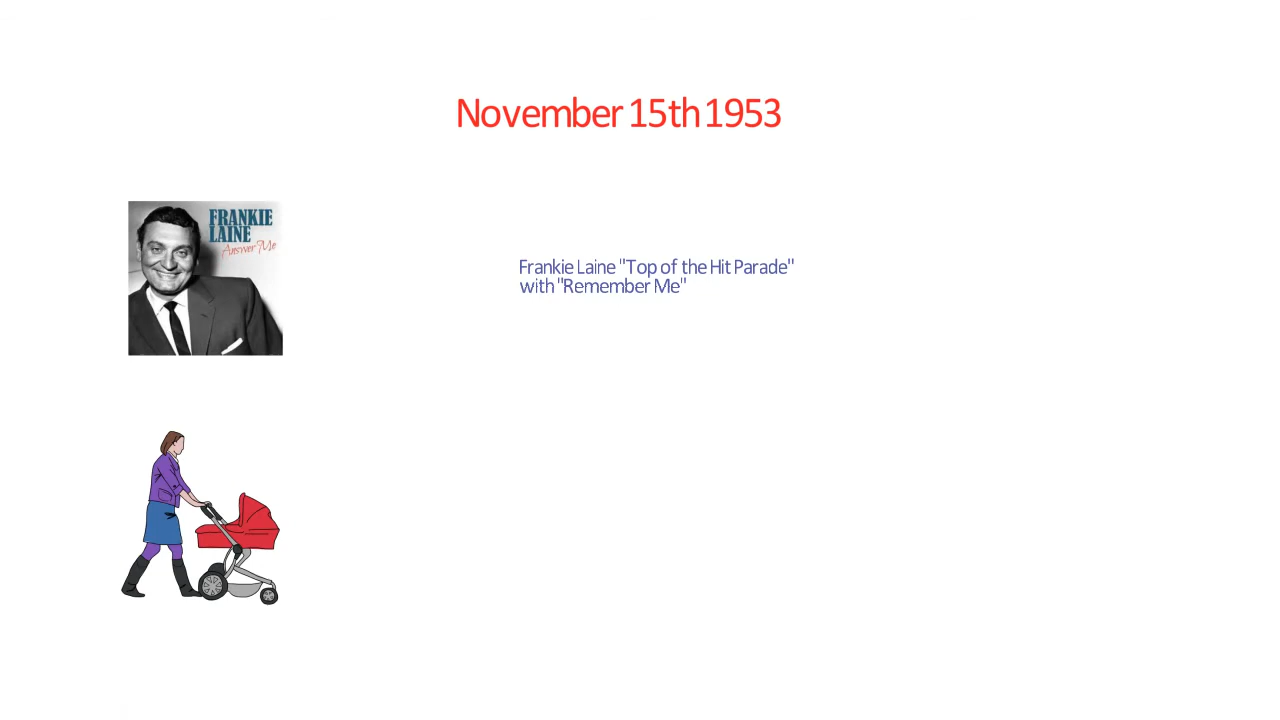 November 15th 1953
FRANKIE
LAINE
Answer Me
Frankie Laine "Top of the Hit Parade"
with "Remember Me"